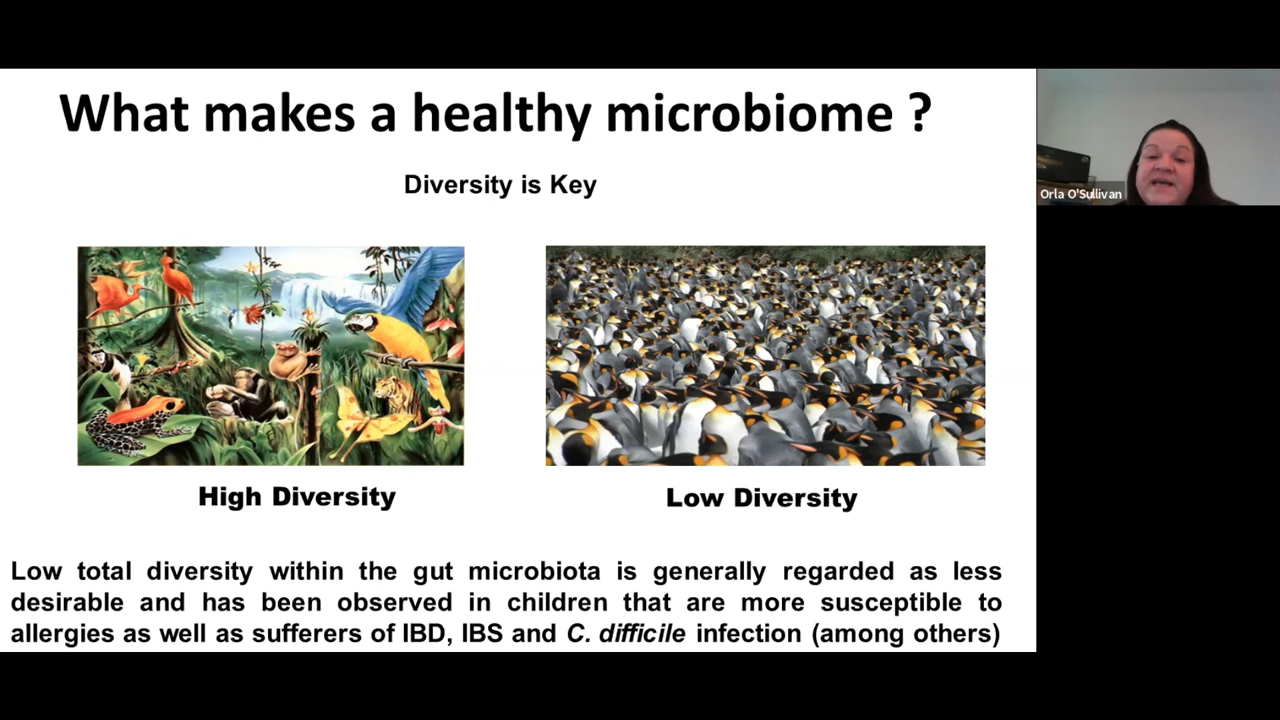 What makes a healthy microbiome ?
Diversity is Key
Orla O'Sullivan
High Diversity
Low Diversity
Low total diversity within the gut microbiota is generally regarded as less
desirable and has been observed in children that are more susceptible to
allergies as well as sufferers of IBD, IBS and C. difficile infection (among others)